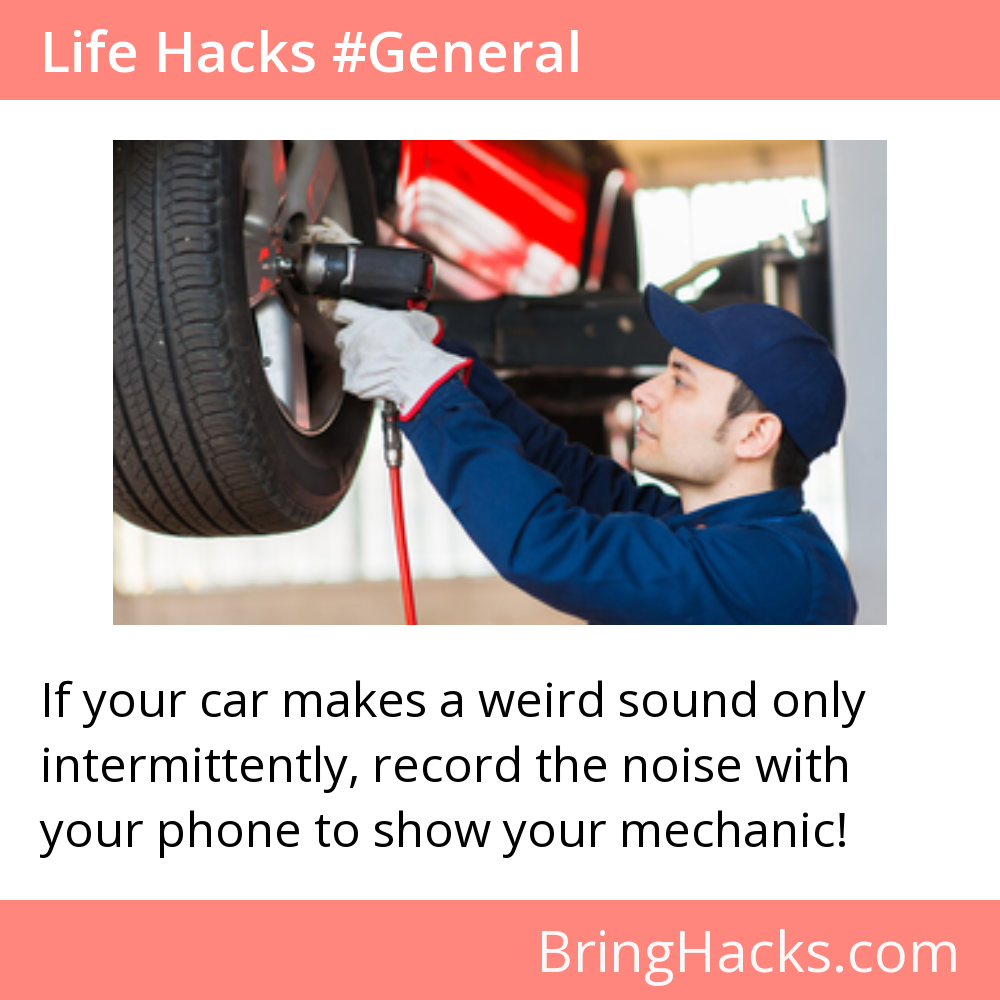 Life Hacks #General
If your car makes a weird sound only
intermittently, record the noise with
your phone to show your mechanic!
BringHacks.com